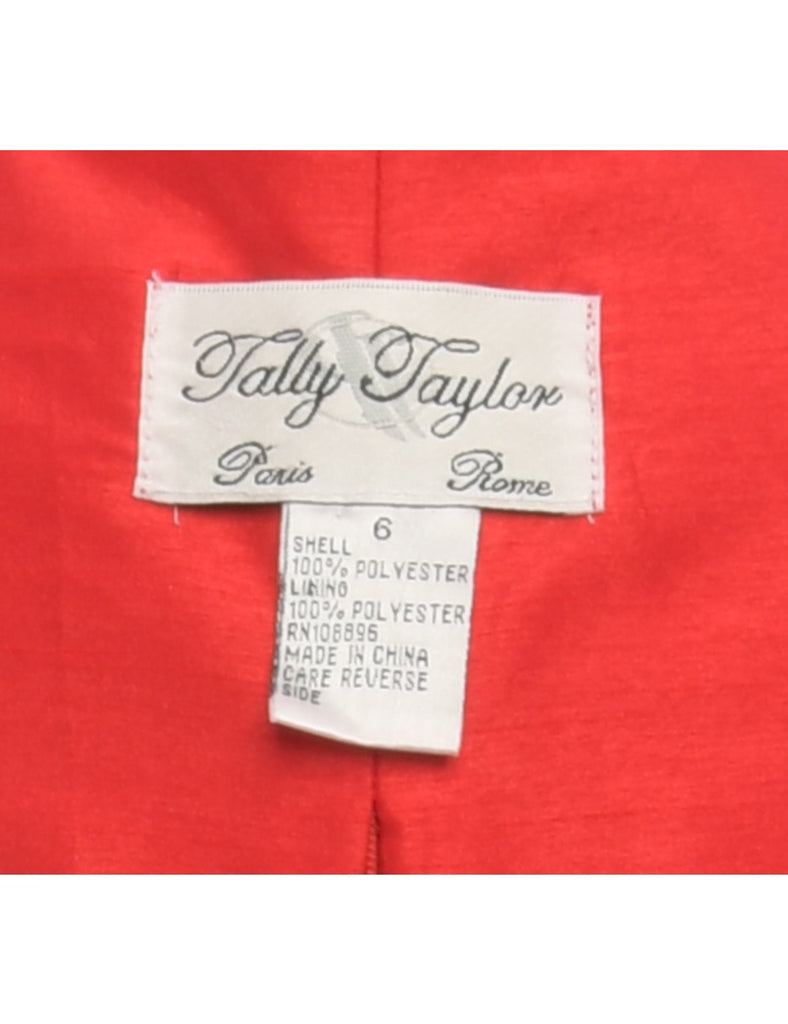 Tally Taylor
Paris Rome
6
SHELL
100% POLYESTER
LINING
100% POLYESTER
RN108896
MADE IN CHINA
CARE REVERSE
SIDE